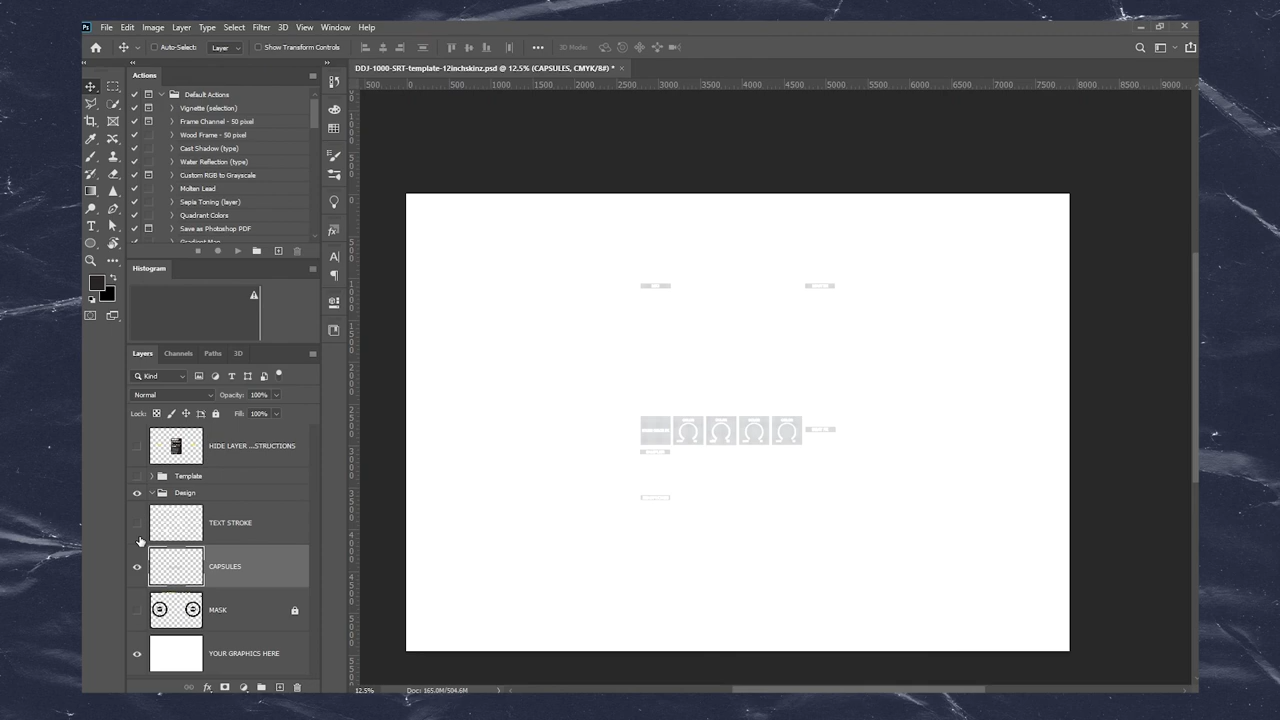 Ps File Edit Image Layer Type Select Filter 3D View Window Help
Auto-Select: Layer Show Transform Controls 3D Mode:
DDJ-1000-SRT-template-12inchskinz.psd @ 12.5% (CAPSULES, CMYK/8#) *
500 0 500 1000 1500 2000 2500 3000 3500 4000 4500 5000 5500 6000 6500 7000 7500 8000 8500 9000
Actions
Default Actions
Vignette (selection)
Frame Channel - 50 pixel
Wood Frame - 50 pixel
Cast Shadow (type)
Water Reflection (type)
Custom RGB to Grayscale
Molten Lead
Sepia Toning (layer)
Quadrant Colors
Save as Photoshop PDF
Gradient Map
Histogram
Layers Channels Paths 3D
Kind
Normal Opacity: 100%
Lock: Fill: 100%
HIDE LAYER ...STRUCTIONS
Template
Design
TEXT STROKE
CAPSULES
MASK
YOUR GRAPHICS HERE
12.5% Doc: 165.0M/504.6M